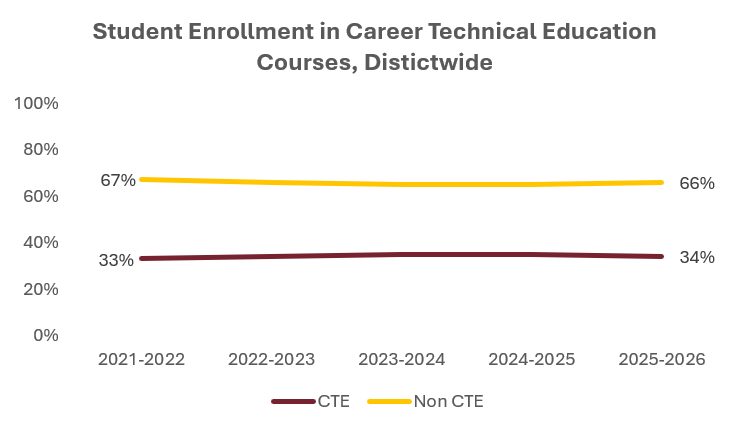 Student Enrollment in Career Technical Education
Courses, Distictwide
100%
80%
67%
66%
60%
40%
33%
34%
20%
0%
2021-2022 2022-2023 2023-2024 2024-2025 2025-2026
CTE Non CTE